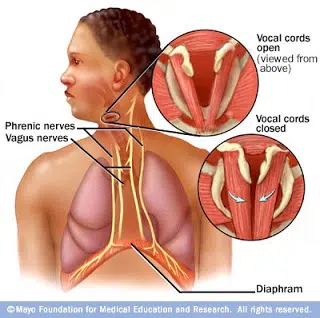 Vocal cords
open
(viewed from
above)
Vocal cords
closed
Phrenic nerves
Vagus nerves
Diaphram
©Mayo Foundation for Medical Education and Research. All rights reserved.